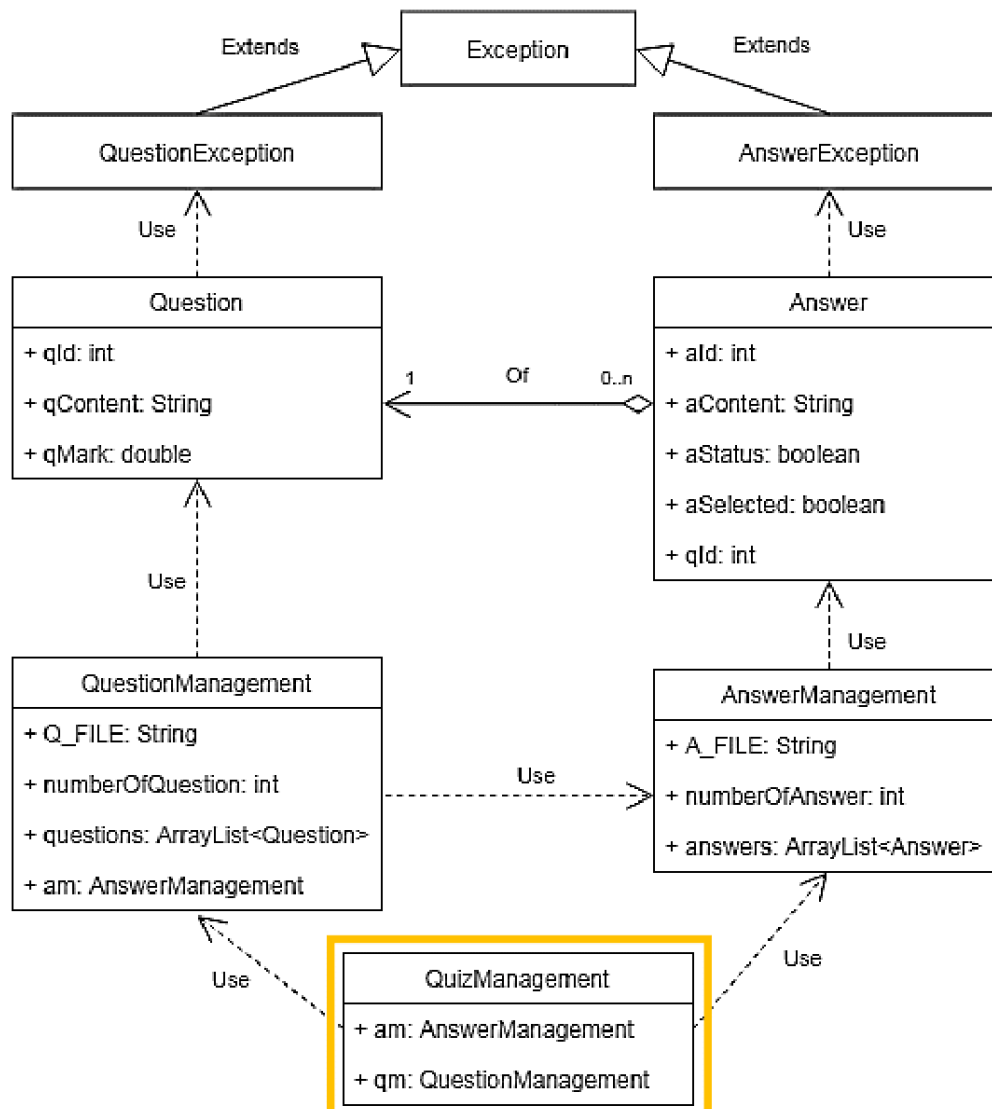 Extends
Exception
Extends
QuestionException
AnswerException
Use
Use
Question
+ qId: int
+ qContent: String
+ qMark: double
1
Of
0..n
Answer
+ aId: int
+ aContent: String
+ aStatus: boolean
+ aSelected: boolean
+ qId: int
Use
Use
QuestionManagement
+ Q_FILE: String
+ numberOfQuestion: int
+ questions: ArrayList<Question>
+ am: AnswerManagement
Use
AnswerManagement
+ A_FILE: String
+ numberOfAnswer: int
+ answers: ArrayList<Answer>
Use
Use
QuizManagement
+ am: AnswerManagement
+ qm: QuestionManagement